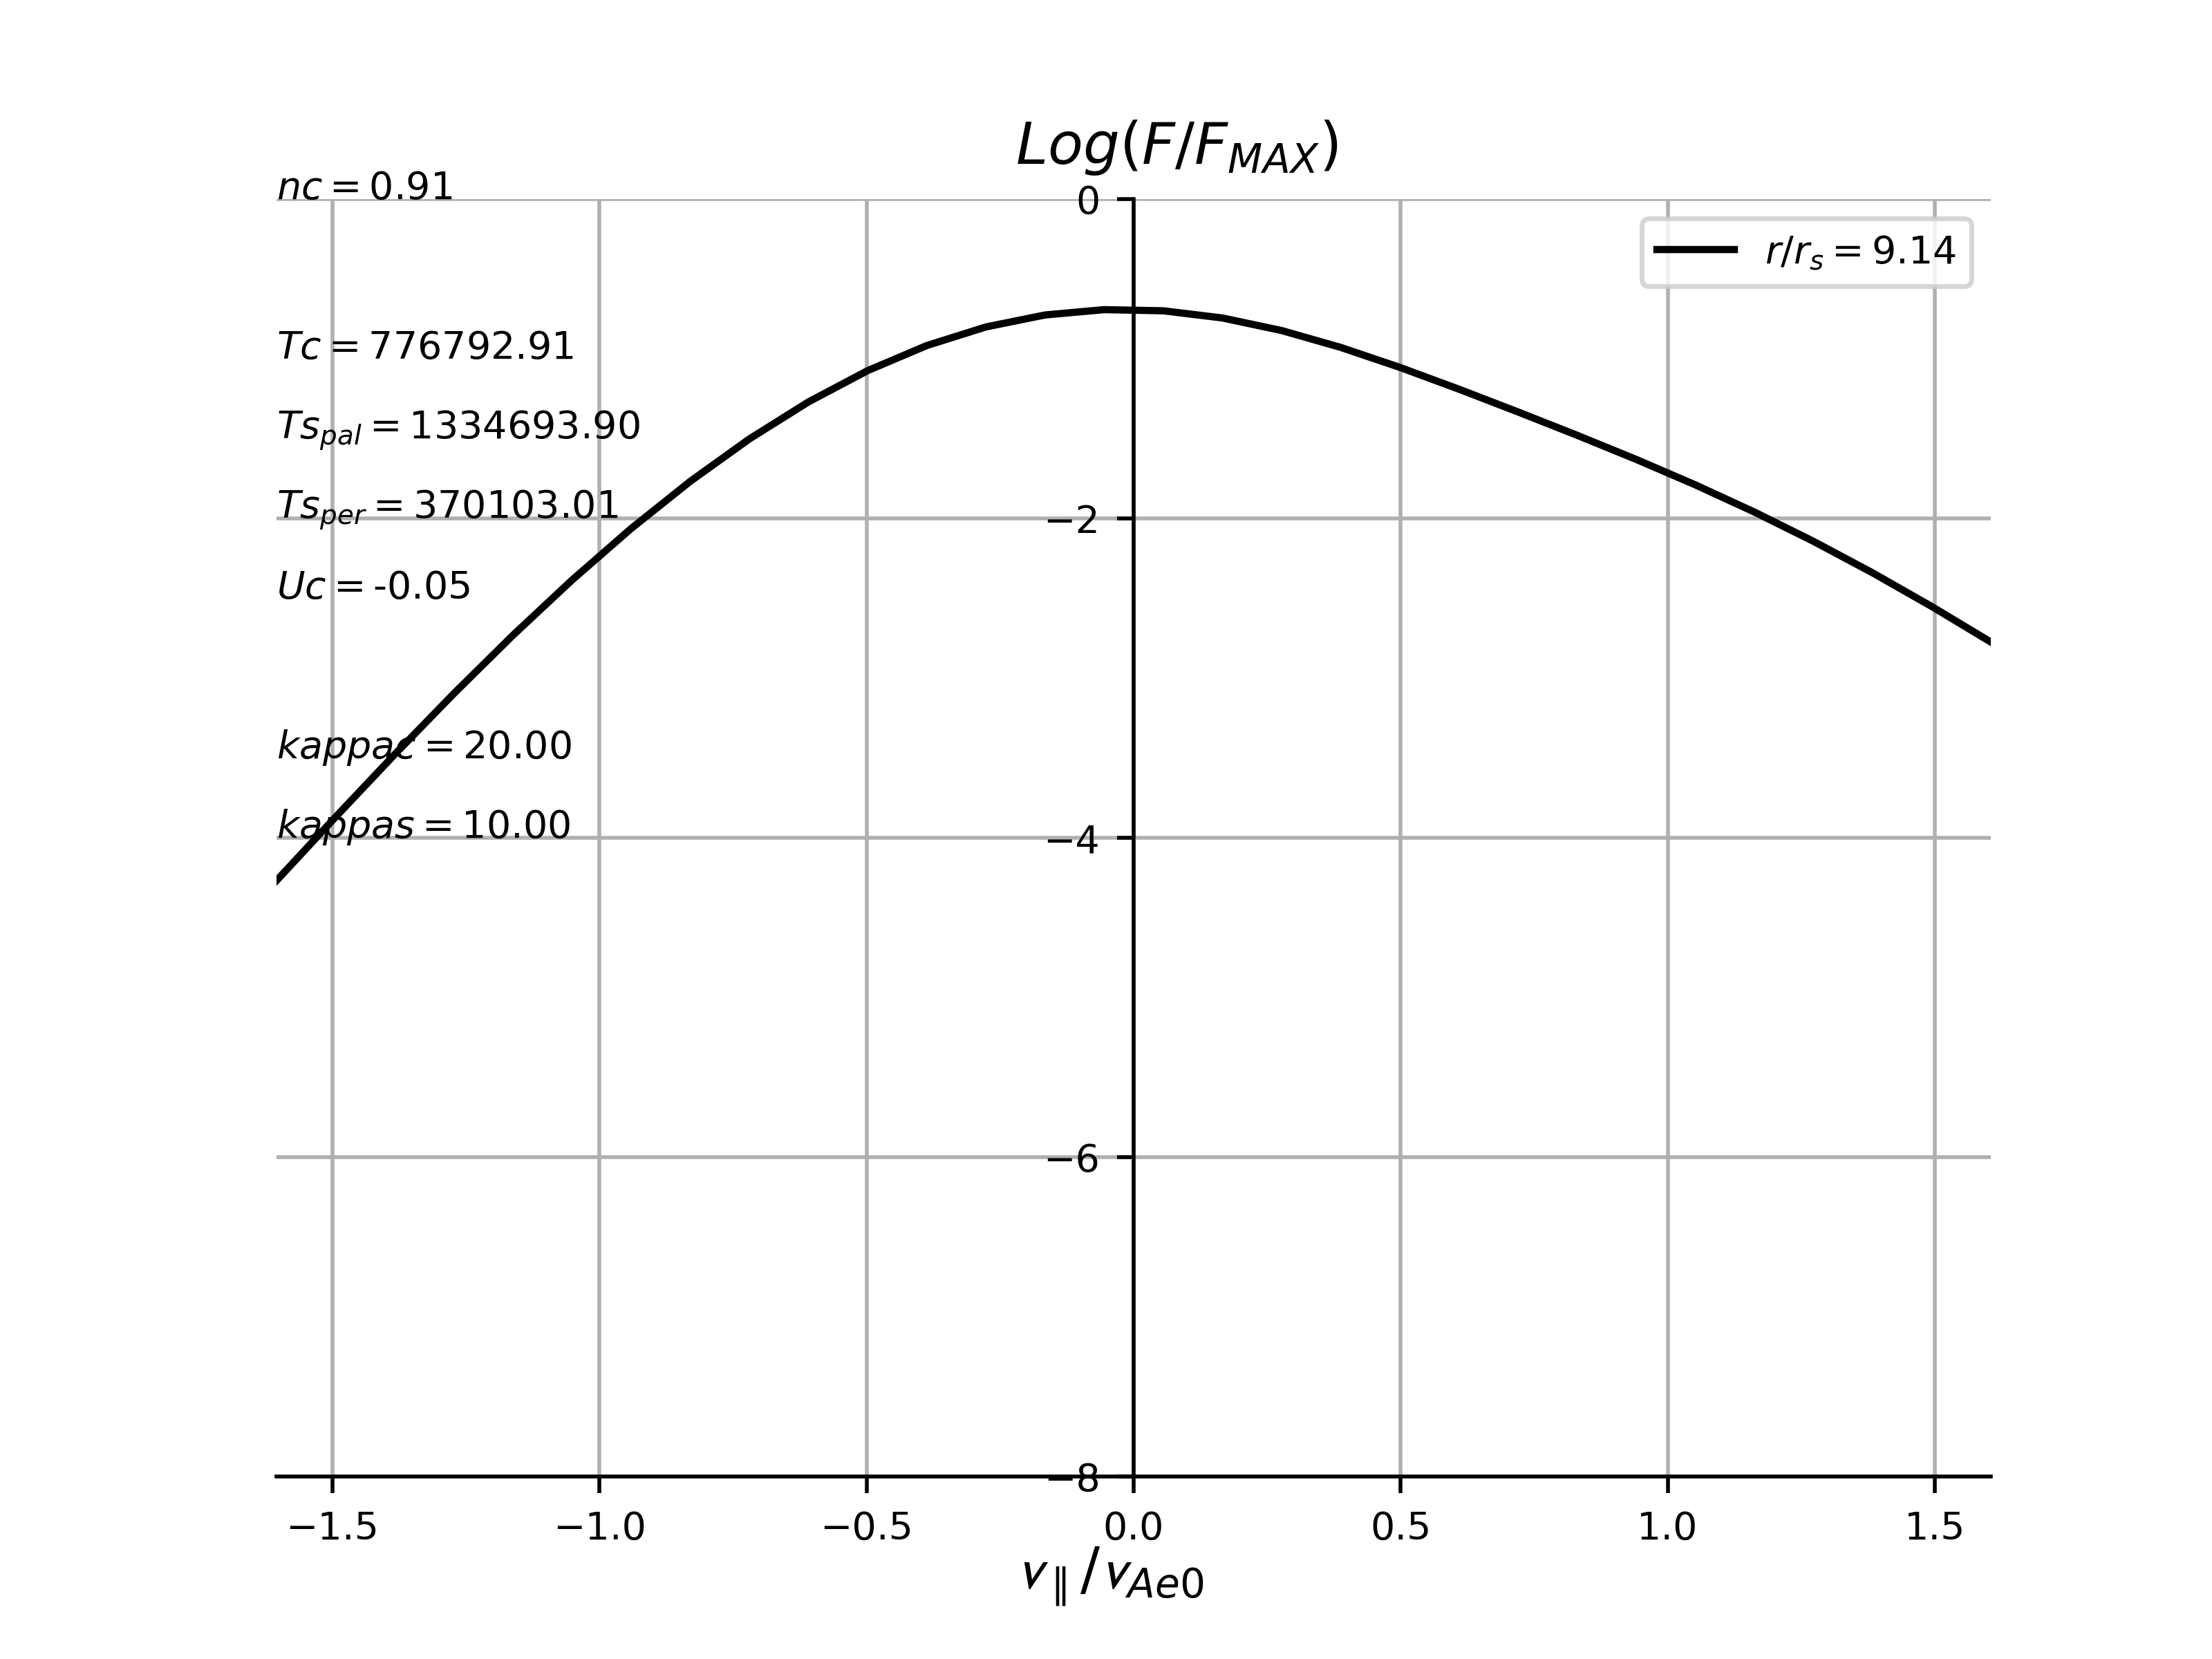 Log(F/F_MAX)
nc = 0.91
0
r/r_s = 9.14
Tc = 776792.91
Ts_pal = 1334693.90
Ts_per = 370103.01
−2
Uc = -0.05
kappac = 20.00
kappas = 10.00
−4
−6
−8
−1.5 −1.0 −0.5 0.0 0.5 1.0 1.5
v_∥/v_Ae0